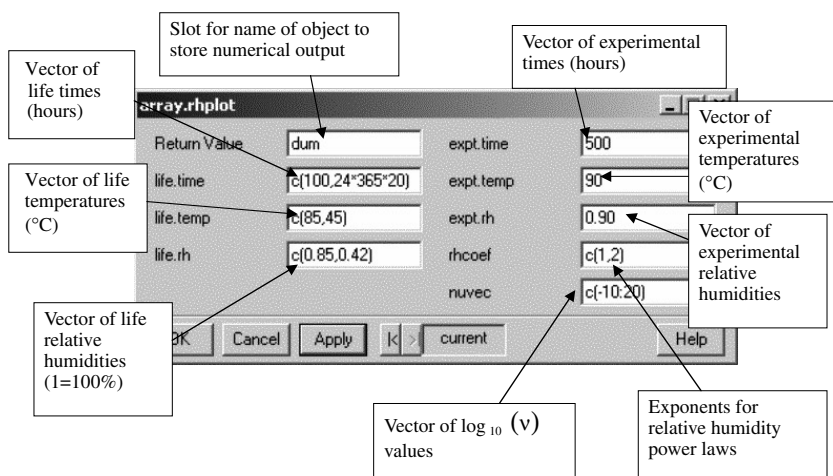 Slot for name of object to
store numerical output
Vector of experimental
times (hours)
Vector of
life times
(hours)
array.rhplot
Vector of
experimental
temperatures
(°C)
Return Value
dum
expt.time
500
life.time
c(100,24*365*20)
expt.temp
90
Vector of life
temperatures
(°C)
life.temp
c(85,45)
expt.rh
0.90
life.rh
c(0.85,0.42)
rhcoef
c(1,2)
Vector of
experimental
relative
humidities
nuvec
c(-10:20)
Vector of life
relative
humidities
(1=100%)
Cancel
Apply
current
Help
Vector of log 10 (ν)
values
Exponents for
relative humidity
power laws